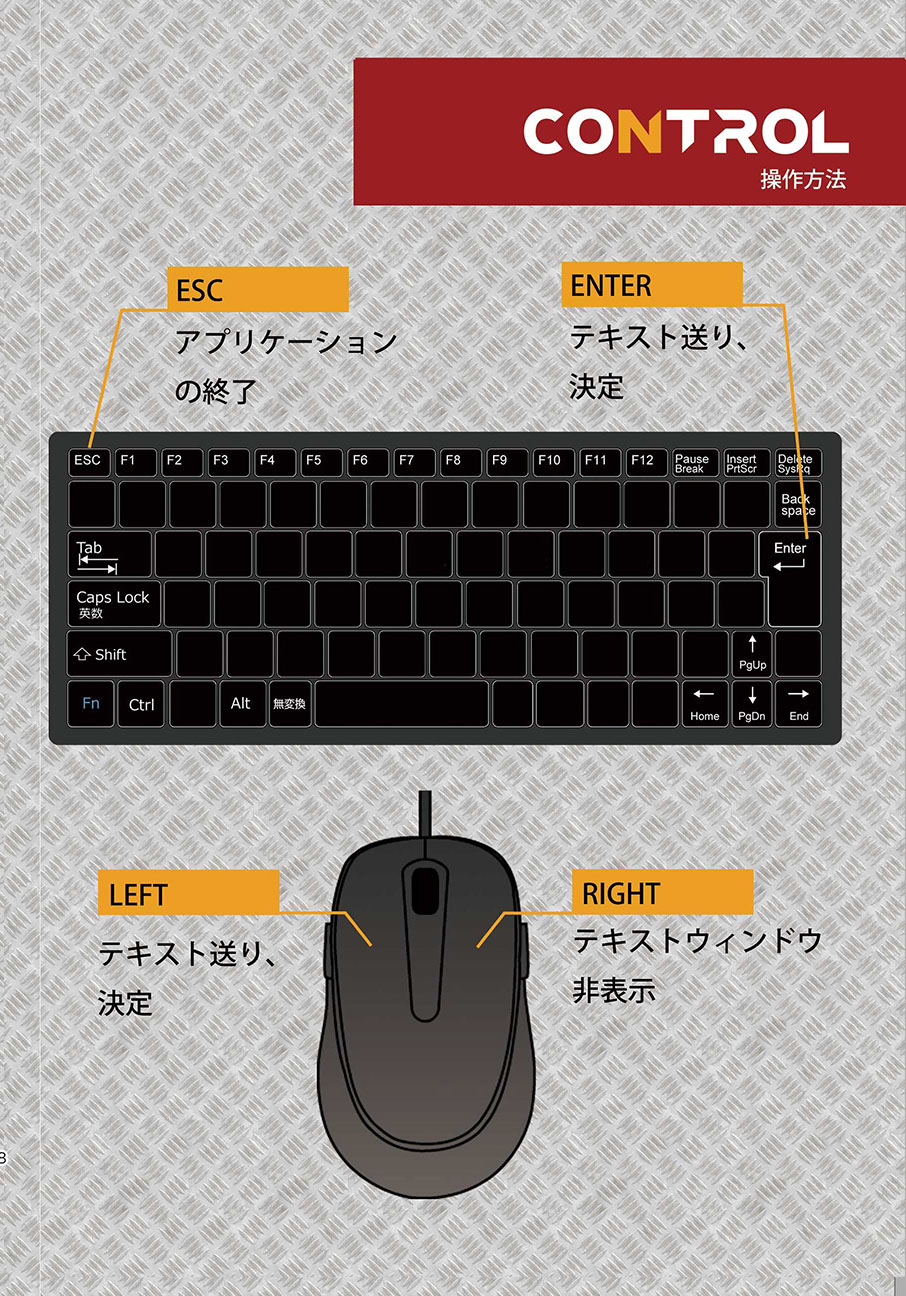 CONTROL
操作方法
ESC
アプリケーション
の終了
ENTER
テキスト送り、
決定
ESC F1 F2 F3 F4 F5 F6 F7 F8 F9 F10 F11 F12 Pause Break Insert PrtScr Delete SysRq
Back space
Tab Enter
Caps Lock
英数
Shift PgUp
Fn Ctrl Alt 無変換 Home PgDn End
LEFT
テキスト送り、
決定
RIGHT
テキストウィンドウ
非表示
8